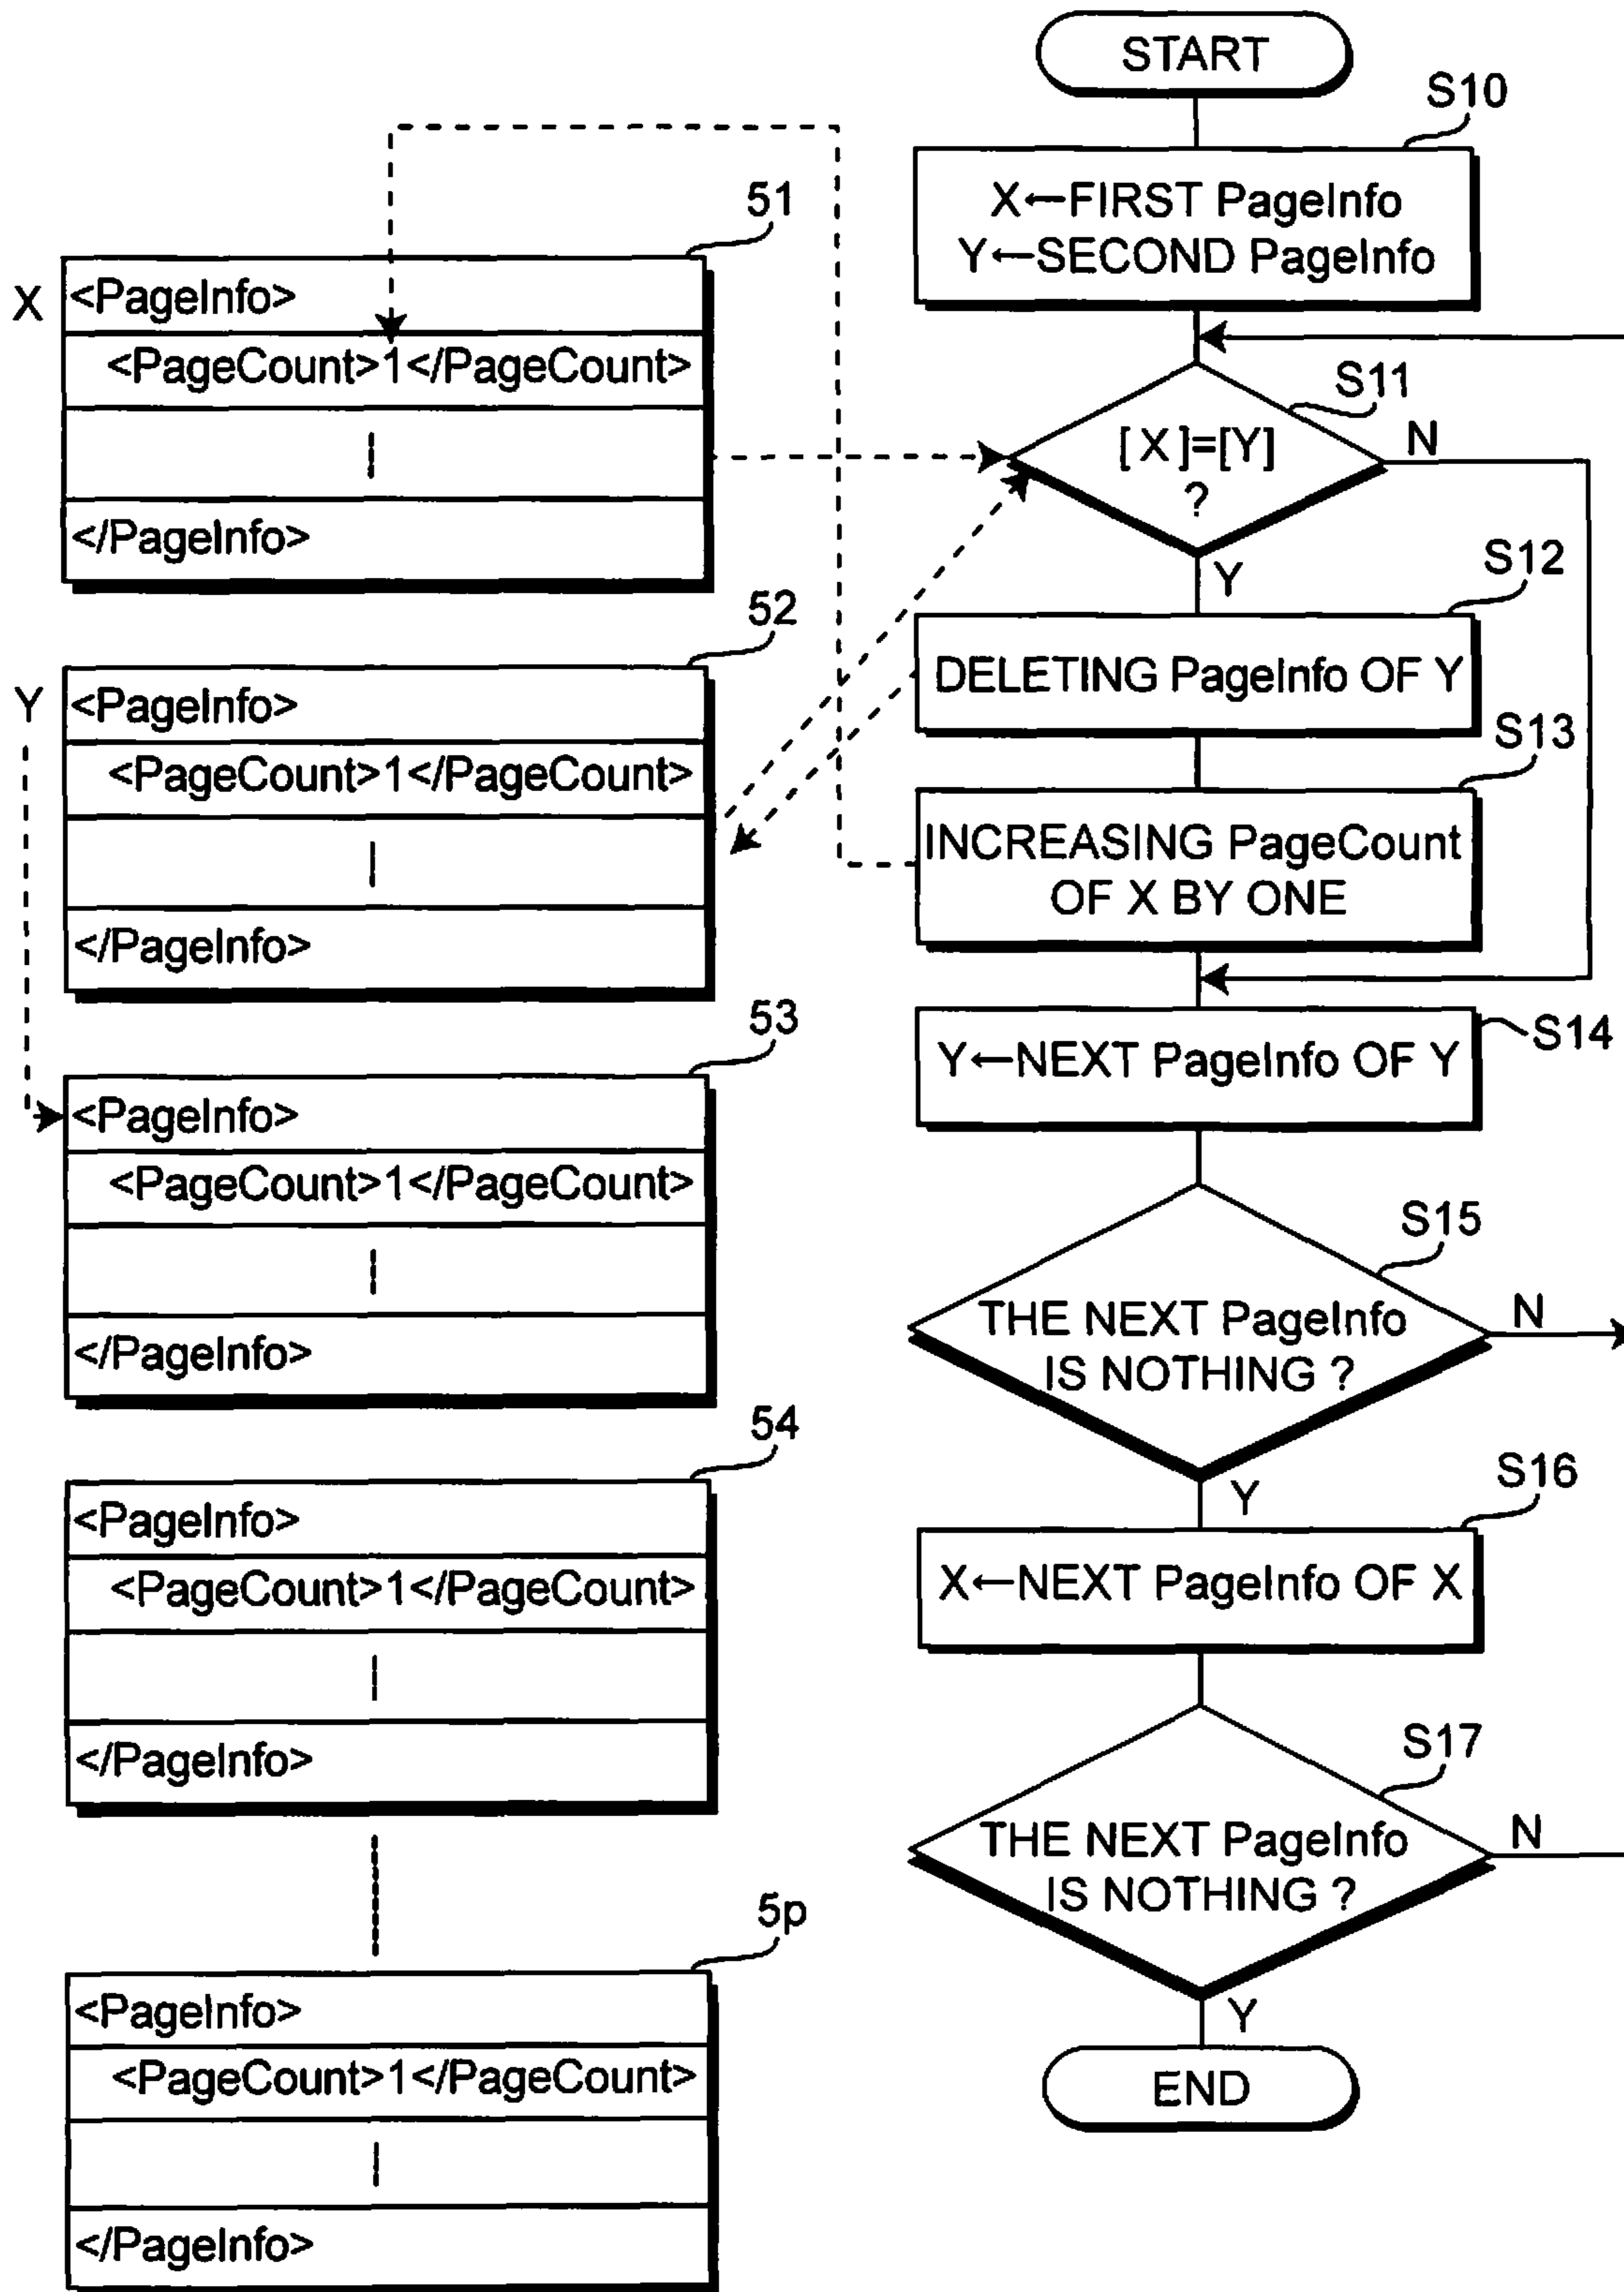 START
S10
X←FIRST PageInfo
Y←SECOND PageInfo
S11
[X]=[Y]
?
N
Y
S12
DELETING PageInfo OF Y
S13
INCREASING PageCount
OF X BY ONE
S14
Y←NEXT PageInfo OF Y
S15
THE NEXT PageInfo
IS NOTHING ?
N
Y
S16
X←NEXT PageInfo OF X
S17
THE NEXT PageInfo
IS NOTHING ?
N
Y
END
51
X
<PageInfo>
<PageCount>1</PageCount>
</PageInfo>
52
Y
<PageInfo>
<PageCount>1</PageCount>
</PageInfo>
53
<PageInfo>
<PageCount>1</PageCount>
</PageInfo>
54
<PageInfo>
<PageCount>1</PageCount>
</PageInfo>
5p
<PageInfo>
<PageCount>1</PageCount>
</PageInfo>